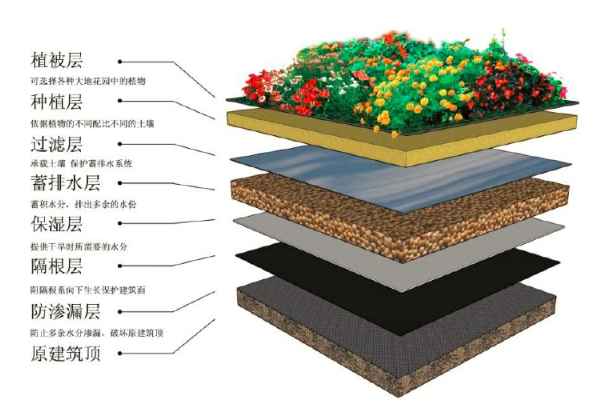 植被层
可选择各种大地花园中的植物
种植层
依据植物的不同配比不同的土壤
过滤层
承载土壤 保护蓄排水系统
蓄排水层
蓄积水分，排出多余的水份
保湿层
提供干旱时所需要的水分
隔根层
阻隔根系向下生长保护建筑面
防渗漏层
防止多余水分渗漏、破坏原建筑顶
原建筑顶